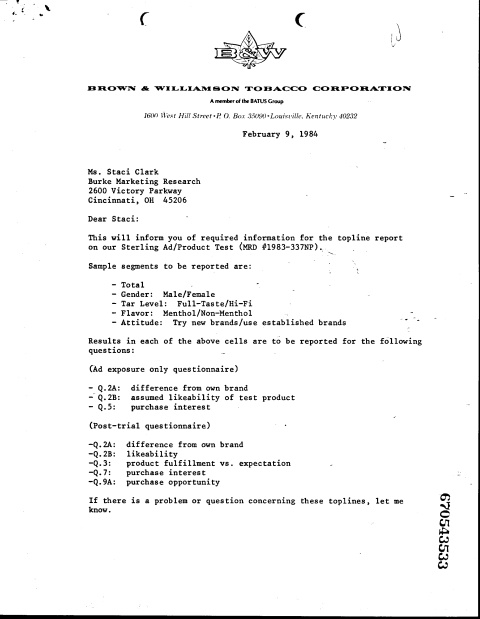 B&W
BROWN & WILLIAMSON TOBACCO CORPORATION
A member of the BATUS Group
1600 West Hill Street • P. O. Box 35090 • Louisville, Kentucky 40232
February 9, 1984
Ms. Staci Clark
Burke Marketing Research
2600 Victory Parkway
Cincinnati, OH 45206
Dear Staci:
This will inform you of required information for the topline report
on our Sterling Ad/Product Test (MRD #1983-337NP).
Sample segments to be reported are:
- Total
- Gender: Male/Female
- Tar Level: Full-Taste/Hi-Fi
- Flavor: Menthol/Non-Menthol
- Attitude: Try new brands/use established brands
Results in each of the above cells are to be reported for the following
questions:
(Ad exposure only questionnaire)
- Q.2A: difference from own brand
- Q.2B: assumed likeability of test product
- Q.5: purchase interest
(Post-trial questionnaire)
-Q.2A: difference from own brand
-Q.2B: likeability
-Q.3: product fulfillment vs. expectation
-Q.7: purchase interest
-Q.9A: purchase opportunity
If there is a problem or question concerning these toplines, let me
know.
670543533